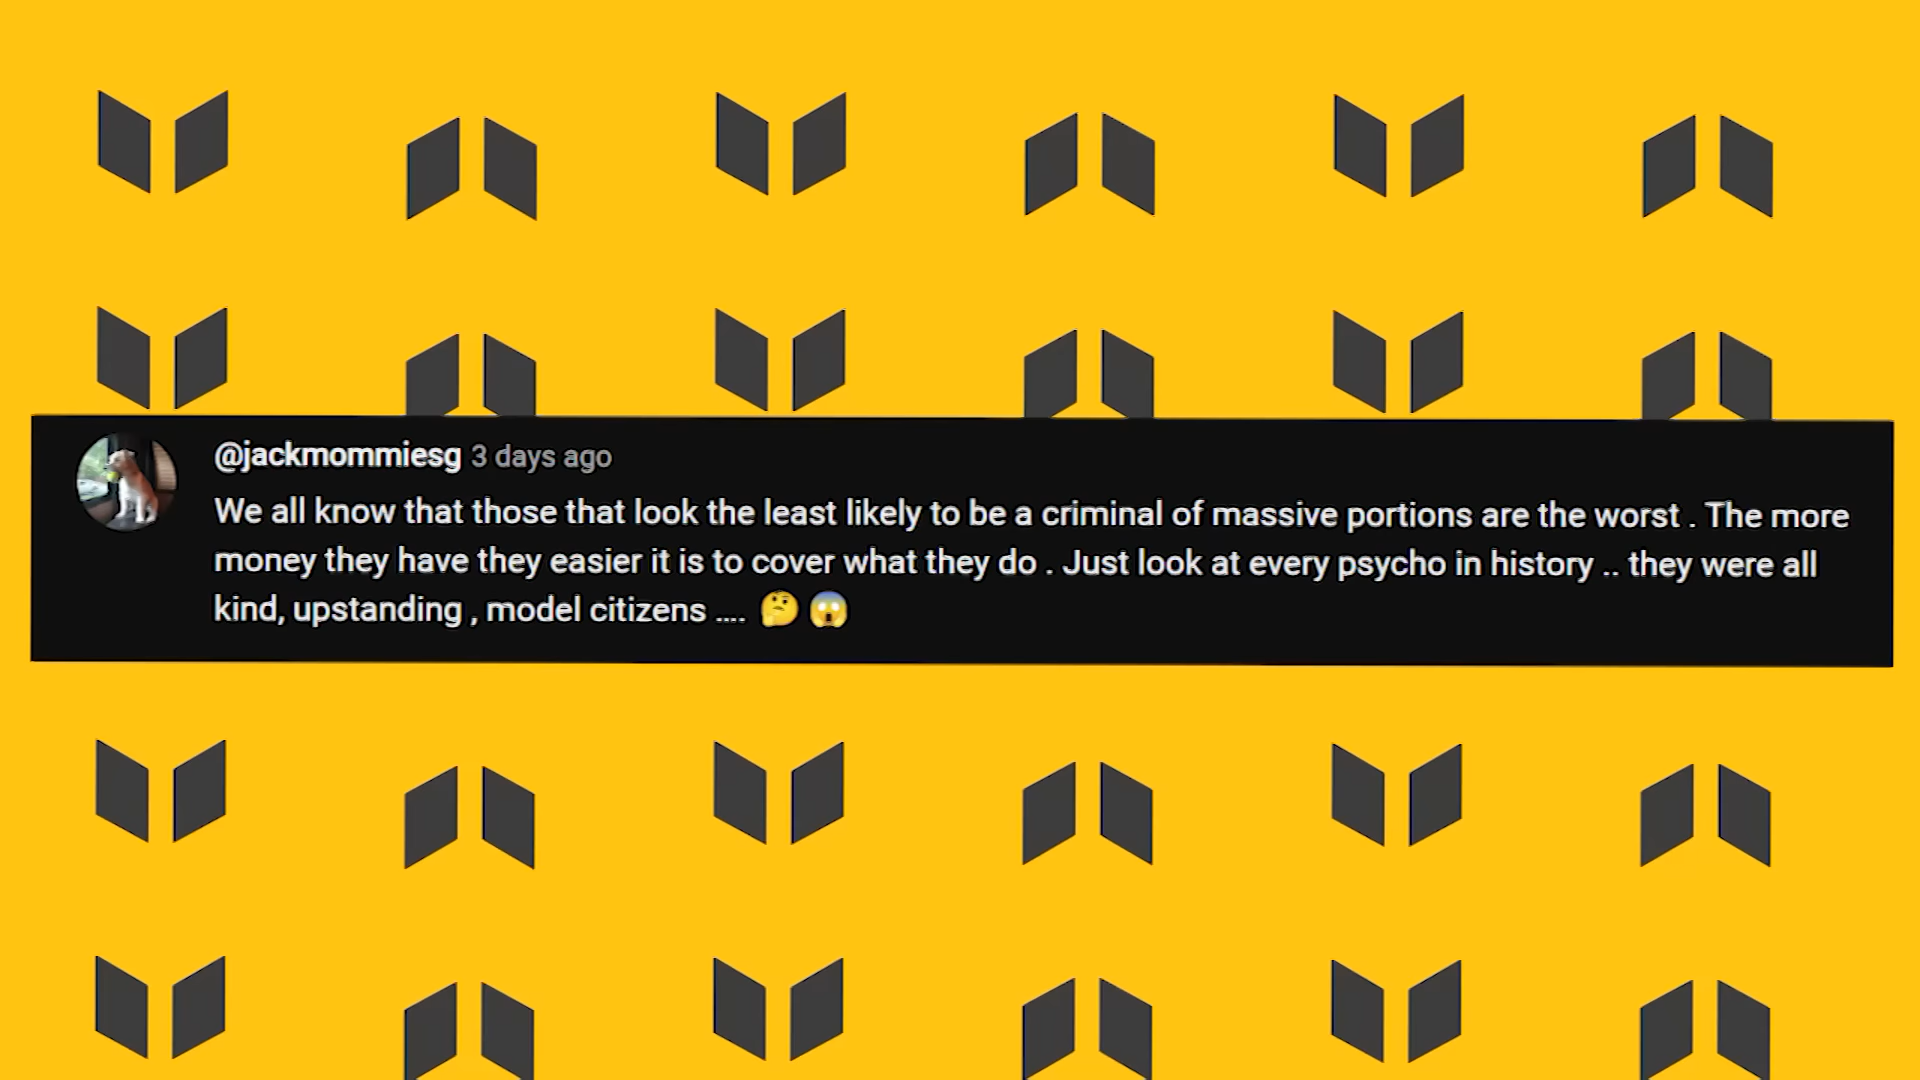 @jackmommiesg 3 days ago
We all know that those that look the least likely to be a criminal of massive portions are the worst . The more
money they have they easier it is to cover what they do . Just look at every psycho in history .. they were all
kind, upstanding , model citizens .... 🤔 😱